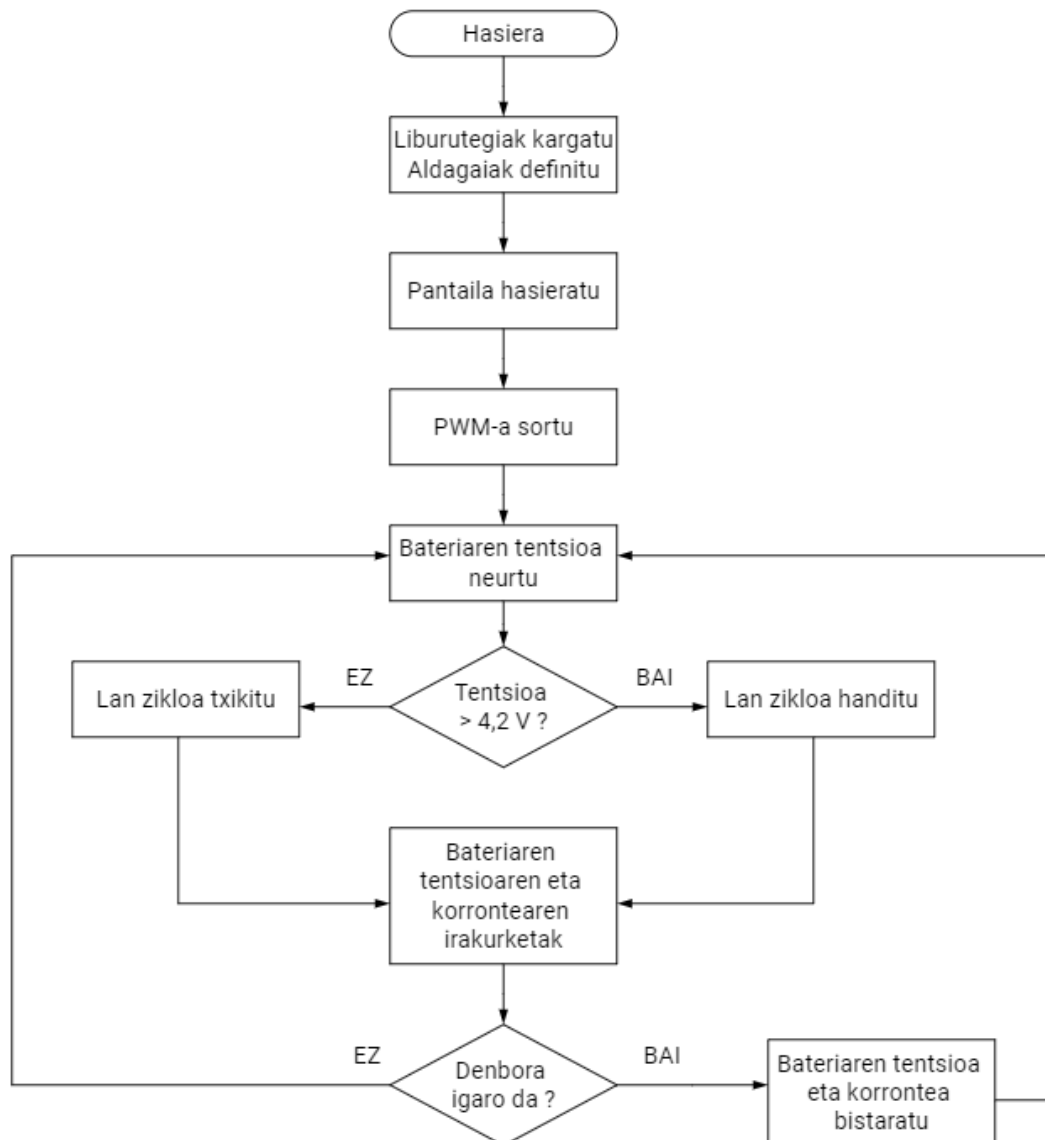 Hasiera
Liburutegiak kargatu
Aldagaiak definitu
Pantaila hasieratu
PWM-a sortu
Bateriaren tentsioa
neurtu
EZ
BAI
Lan zikloa txikitu
Tentsioa
> 4,2 V ?
Lan zikloa handitu
Bateriaren
tentsioaren eta
korrontearen
irakurketak
EZ
BAI
Denbora
igaro da ?
Bateriaren tentsioa
eta korrontea
bistaratu